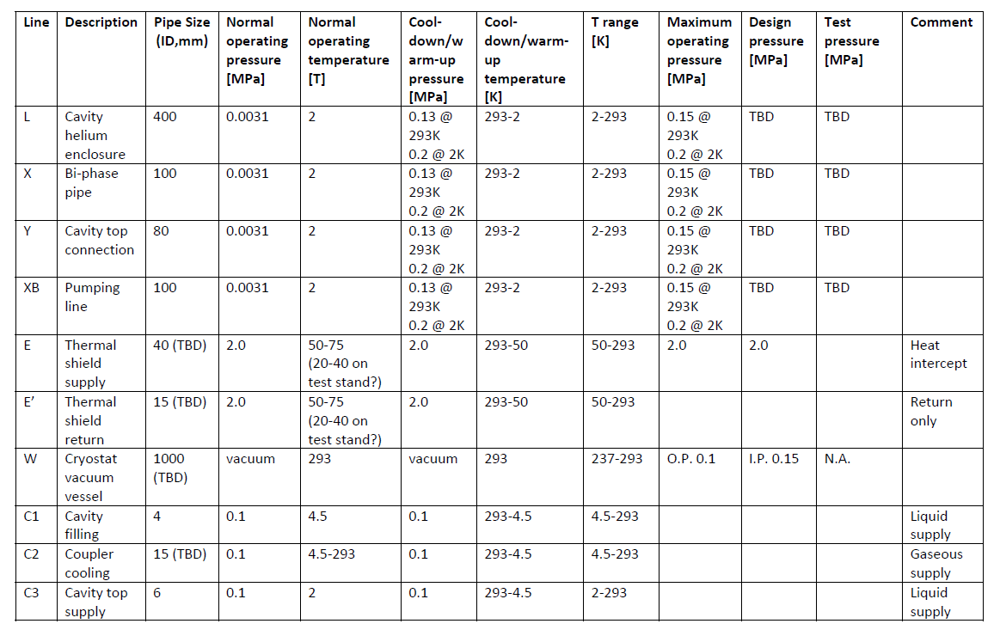 Line Description Pipe Size (ID,mm) Normal operating pressure [MPa] Normal operating temperature [T] Cool-down/w arm-up pressure [MPa] Cool-down/warm-up temperature [K] T range [K] Maximum operating pressure [MPa] Design pressure [MPa] Test pressure [MPa] Comment
L Cavity helium enclosure 400 0.0031 2 0.13 @ 293K 0.2 @ 2K 293-2 2-293 0.15 @ 293K 0.2 @ 2K TBD TBD
X Bi-phase pipe 100 0.0031 2 0.13 @ 293K 0.2 @ 2K 293-2 2-293 0.15 @ 293K 0.2 @ 2K TBD TBD
Y Cavity top connection 80 0.0031 2 0.13 @ 293K 0.2 @ 2K 293-2 2-293 0.15 @ 293K 0.2 @ 2K TBD TBD
XB Pumping line 100 0.0031 2 0.13 @ 293K 0.2 @ 2K 293-2 2-293 0.15 @ 293K 0.2 @ 2K TBD TBD
E Thermal shield supply 40 (TBD) 2.0 50-75 (20-40 on test stand?) 2.0 293-50 50-293 2.0 2.0 Heat intercept
E’ Thermal shield return 15 (TBD) 2.0 50-75 (20-40 on test stand?) 2.0 293-50 50-293 Return only
W Cryostat vacuum vessel 1000 (TBD) vacuum 293 vacuum 293 237-293 O.P. 0.1 I.P. 0.15 N.A.
C1 Cavity filling 4 0.1 4.5 0.1 293-4.5 4.5-293 Liquid supply
C2 Coupler cooling 15 (TBD) 0.1 4.5-293 0.1 293-4.5 4.5-293 Gaseous supply
C3 Cavity top supply 6 0.1 2 0.1 293-4.5 2-293 Liquid supply